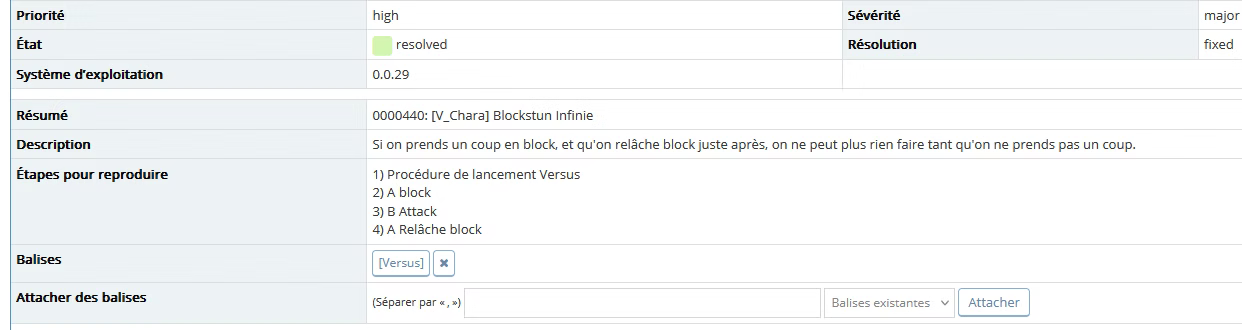 Priorité high Sévérité major
État resolved Résolution fixed
Système d'exploitation 0.0.29
Résumé 0000440: [V_Chara] Blockstun Infinie
Description Si on prends un coup en block, et qu'on relâche block juste après, on ne peut plus rien faire tant qu'on ne prends pas un coup.
Étapes pour reproduire 1) Procédure de lancement Versus
2) A block
3) B Attack
4) A Relâche block
Balises [Versus] ×
Attacher des balises (Séparer par « , ») Balises existantes Attacher